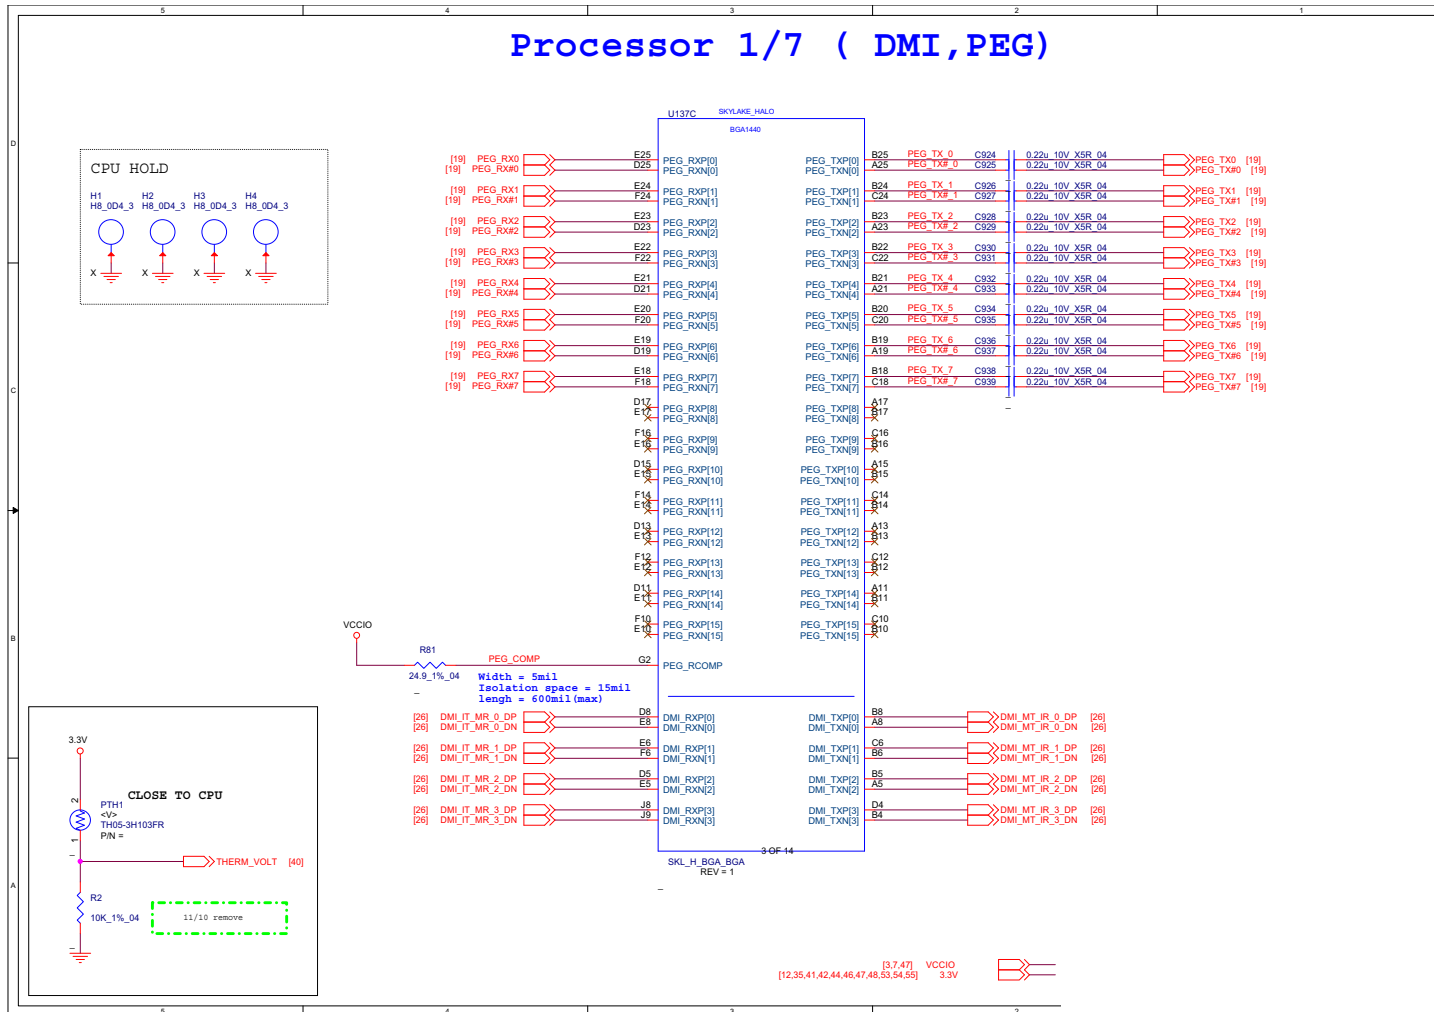 5 4 3 2 1
Processor 1/7 ( DMI,PEG)
U137C SKYLAKE_HALO
BGA1440
D
CPU HOLD
H1 H2 H3 H4
H8_0D4_3 H8_0D4_3 H8_0D4_3 H8_0D4_3
X X X X
[19] PEG_RX0 E25 PEG_RXP[0] PEG_TXP[0] B25 PEG_TX_0 C924 0.22u_10V_X5R_04 PEG_TX0 [19]
[19] PEG_RX#0 D25 PEG_RXN[0] PEG_TXN[0] A25 PEG_TX#_0 C925 0.22u_10V_X5R_04 PEG_TX#0 [19]
[19] PEG_RX1 E24 PEG_RXP[1] PEG_TXP[1] B24 PEG_TX_1 C926 0.22u_10V_X5R_04 PEG_TX1 [19]
[19] PEG_RX#1 F24 PEG_RXN[1] PEG_TXN[1] C24 PEG_TX#_1 C927 0.22u_10V_X5R_04 PEG_TX#1 [19]
[19] PEG_RX2 E23 PEG_RXP[2] PEG_TXP[2] B23 PEG_TX_2 C928 0.22u_10V_X5R_04 PEG_TX2 [19]
[19] PEG_RX#2 D23 PEG_RXN[2] PEG_TXN[2] A23 PEG_TX#_2 C929 0.22u_10V_X5R_04 PEG_TX#2 [19]
[19] PEG_RX3 E22 PEG_RXP[3] PEG_TXP[3] B22 PEG_TX_3 C930 0.22u_10V_X5R_04 PEG_TX3 [19]
[19] PEG_RX#3 F22 PEG_RXN[3] PEG_TXN[3] C22 PEG_TX#_3 C931 0.22u_10V_X5R_04 PEG_TX#3 [19]
[19] PEG_RX4 E21 PEG_RXP[4] PEG_TXP[4] B21 PEG_TX_4 C932 0.22u_10V_X5R_04 PEG_TX4 [19]
[19] PEG_RX#4 D21 PEG_RXN[4] PEG_TXN[4] A21 PEG_TX#_4 C933 0.22u_10V_X5R_04 PEG_TX#4 [19]
[19] PEG_RX5 E20 PEG_RXP[5] PEG_TXP[5] B20 PEG_TX_5 C934 0.22u_10V_X5R_04 PEG_TX5 [19]
[19] PEG_RX#5 F20 PEG_RXN[5] PEG_TXN[5] C20 PEG_TX#_5 C935 0.22u_10V_X5R_04 PEG_TX#5 [19]
[19] PEG_RX6 E19 PEG_RXP[6] PEG_TXP[6] B19 PEG_TX_6 C936 0.22u_10V_X5R_04 PEG_TX6 [19]
[19] PEG_RX#6 D19 PEG_RXN[6] PEG_TXN[6] A19 PEG_TX#_6 C937 0.22u_10V_X5R_04 PEG_TX#6 [19]
[19] PEG_RX7 E18 PEG_RXP[7] PEG_TXP[7] B18 PEG_TX_7 C938 0.22u_10V_X5R_04 PEG_TX7 [19]
[19] PEG_RX#7 F18 PEG_RXN[7] PEG_TXN[7] C18 PEG_TX#_7 C939 0.22u_10V_X5R_04 PEG_TX#7 [19]
C
D17 PEG_RXP[8] PEG_TXP[8] A17
E17 PEG_RXN[8] PEG_TXN[8] B17
F16 PEG_RXP[9] PEG_TXP[9] C16
E16 PEG_RXN[9] PEG_TXN[9] B16
D15 PEG_RXP[10] PEG_TXP[10] A15
E15 PEG_RXN[10] PEG_TXN[10] B15
F14 PEG_RXP[11] PEG_TXP[11] C14
E14 PEG_RXN[11] PEG_TXN[11] B14
D13 PEG_RXP[12] PEG_TXP[12] A13
E13 PEG_RXN[12] PEG_TXN[12] B13
F12 PEG_RXP[13] PEG_TXP[13] C12
E12 PEG_RXN[13] PEG_TXN[13] B12
D11 PEG_RXP[14] PEG_TXP[14] A11
E11 PEG_RXN[14] PEG_TXN[14] B11
F10 PEG_RXP[15] PEG_TXP[15] C10
E10 PEG_RXN[15] PEG_TXN[15] B10
B
VCCIO
R81 PEG_COMP G2 PEG_RCOMP
24.9_1%_04
Width = 5mil
Isolation space = 15mil
lengh = 600mil(max)
[26] DMI_IT_MR_0_DP D8 DMI_RXP[0] DMI_TXP[0] B8 DMI_MT_IR_0_DP [26]
[26] DMI_IT_MR_0_DN E8 DMI_RXN[0] DMI_TXN[0] A8 DMI_MT_IR_0_DN [26]
[26] DMI_IT_MR_1_DP E6 DMI_RXP[1] DMI_TXP[1] C6 DMI_MT_IR_1_DP [26]
[26] DMI_IT_MR_1_DN F6 DMI_RXN[1] DMI_TXN[1] B6 DMI_MT_IR_1_DN [26]
[26] DMI_IT_MR_2_DP D5 DMI_RXP[2] DMI_TXP[2] B5 DMI_MT_IR_2_DP [26]
[26] DMI_IT_MR_2_DN E5 DMI_RXN[2] DMI_TXN[2] A5 DMI_MT_IR_2_DN [26]
[26] DMI_IT_MR_3_DP J8 DMI_RXP[3] DMI_TXP[3] D4 DMI_MT_IR_3_DP [26]
[26] DMI_IT_MR_3_DN J9 DMI_RXN[3] DMI_TXN[3] B4 DMI_MT_IR_3_DN [26]
3 OF 14
SKL_H_BGA_BGA
REV = 1
3.3V
CLOSE TO CPU
2
PTH1
<V>
TH05-3H103FR
P/N =
1
THERM_VOLT [40]
A
R2
10K_1%_04
11/10 remove
[3,7,47] VCCIO
[12,35,41,42,44,46,47,48,53,54,55] 3.3V
5 4 3 2